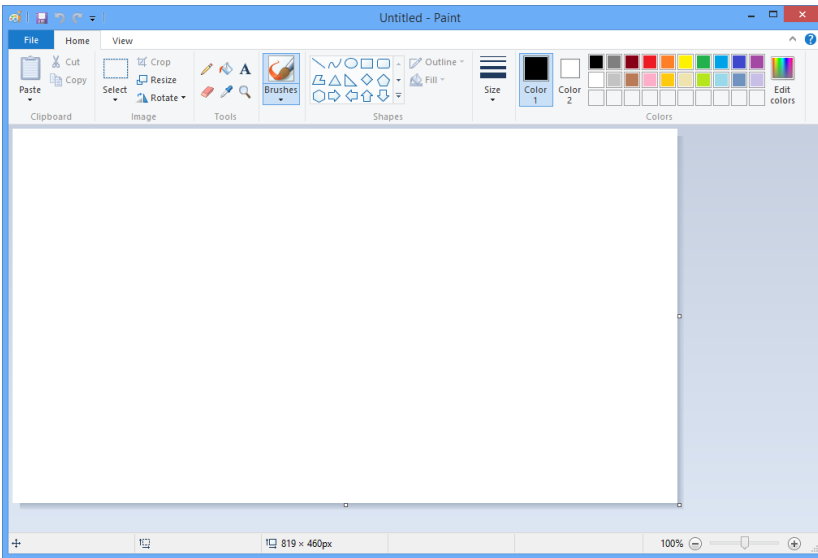 Untitled - Paint
File Home View
Paste
Cut
Copy
Clipboard
Select
Crop
Resize
Rotate
Image
A
Tools
Brushes
Outline
Fill
Shapes
Size
Color 1
Color 2
Edit colors
Colors
819 × 460px
100%